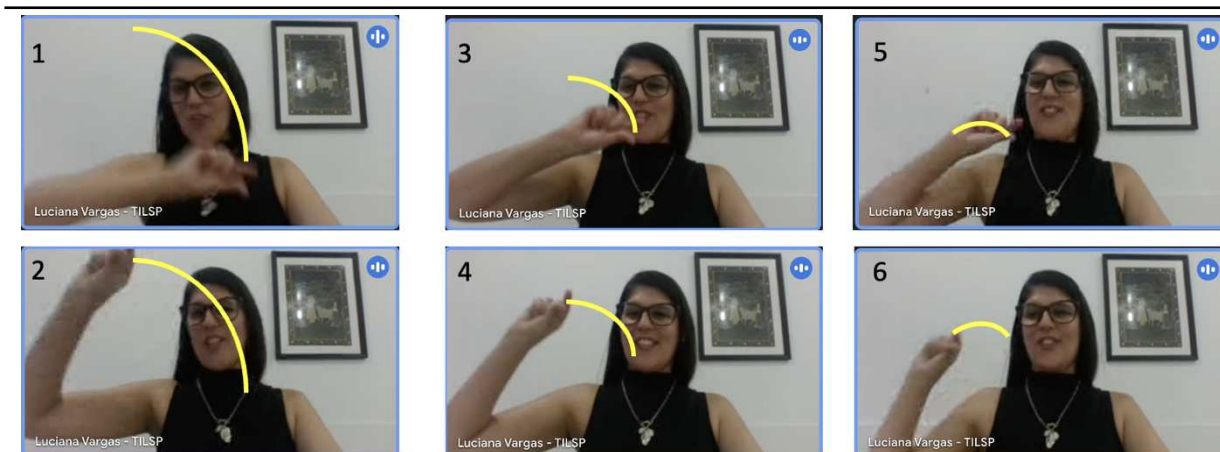 1
3
5
Luciana Vargas - TILSP
Luciana Vargas - TILSP
Luciana Vargas - TILSP
2
4
6
Luciana Vargas - TILSP
Luciana Vargas - TILSP
Luciana Vargas - TILSP